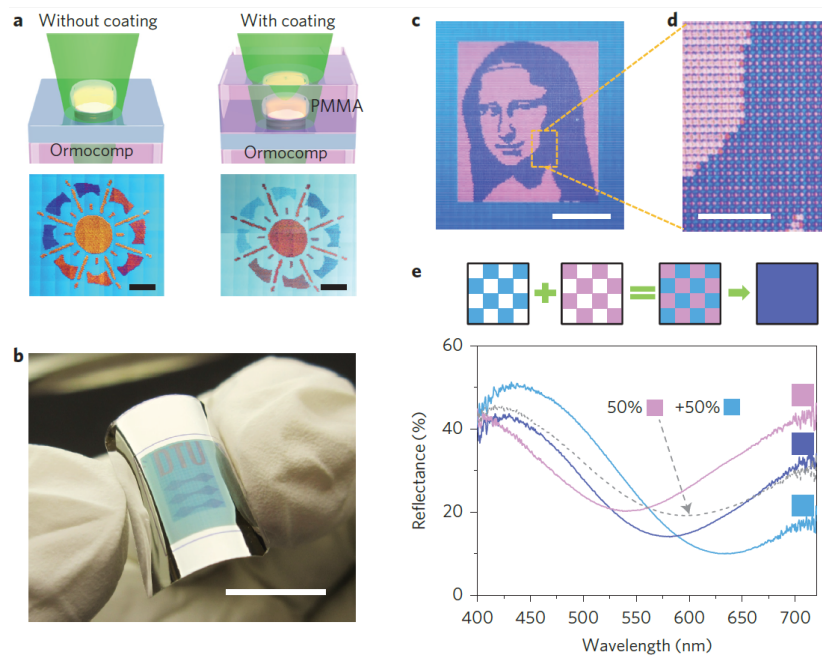 a
Without coating
With coating
PMMA
Ormocomp
Ormocomp
b
DTU
c
d
e
60
40
20
0
Reflectance (%)
50%
+50%
400
450
500
550
600
650
700
Wavelength (nm)